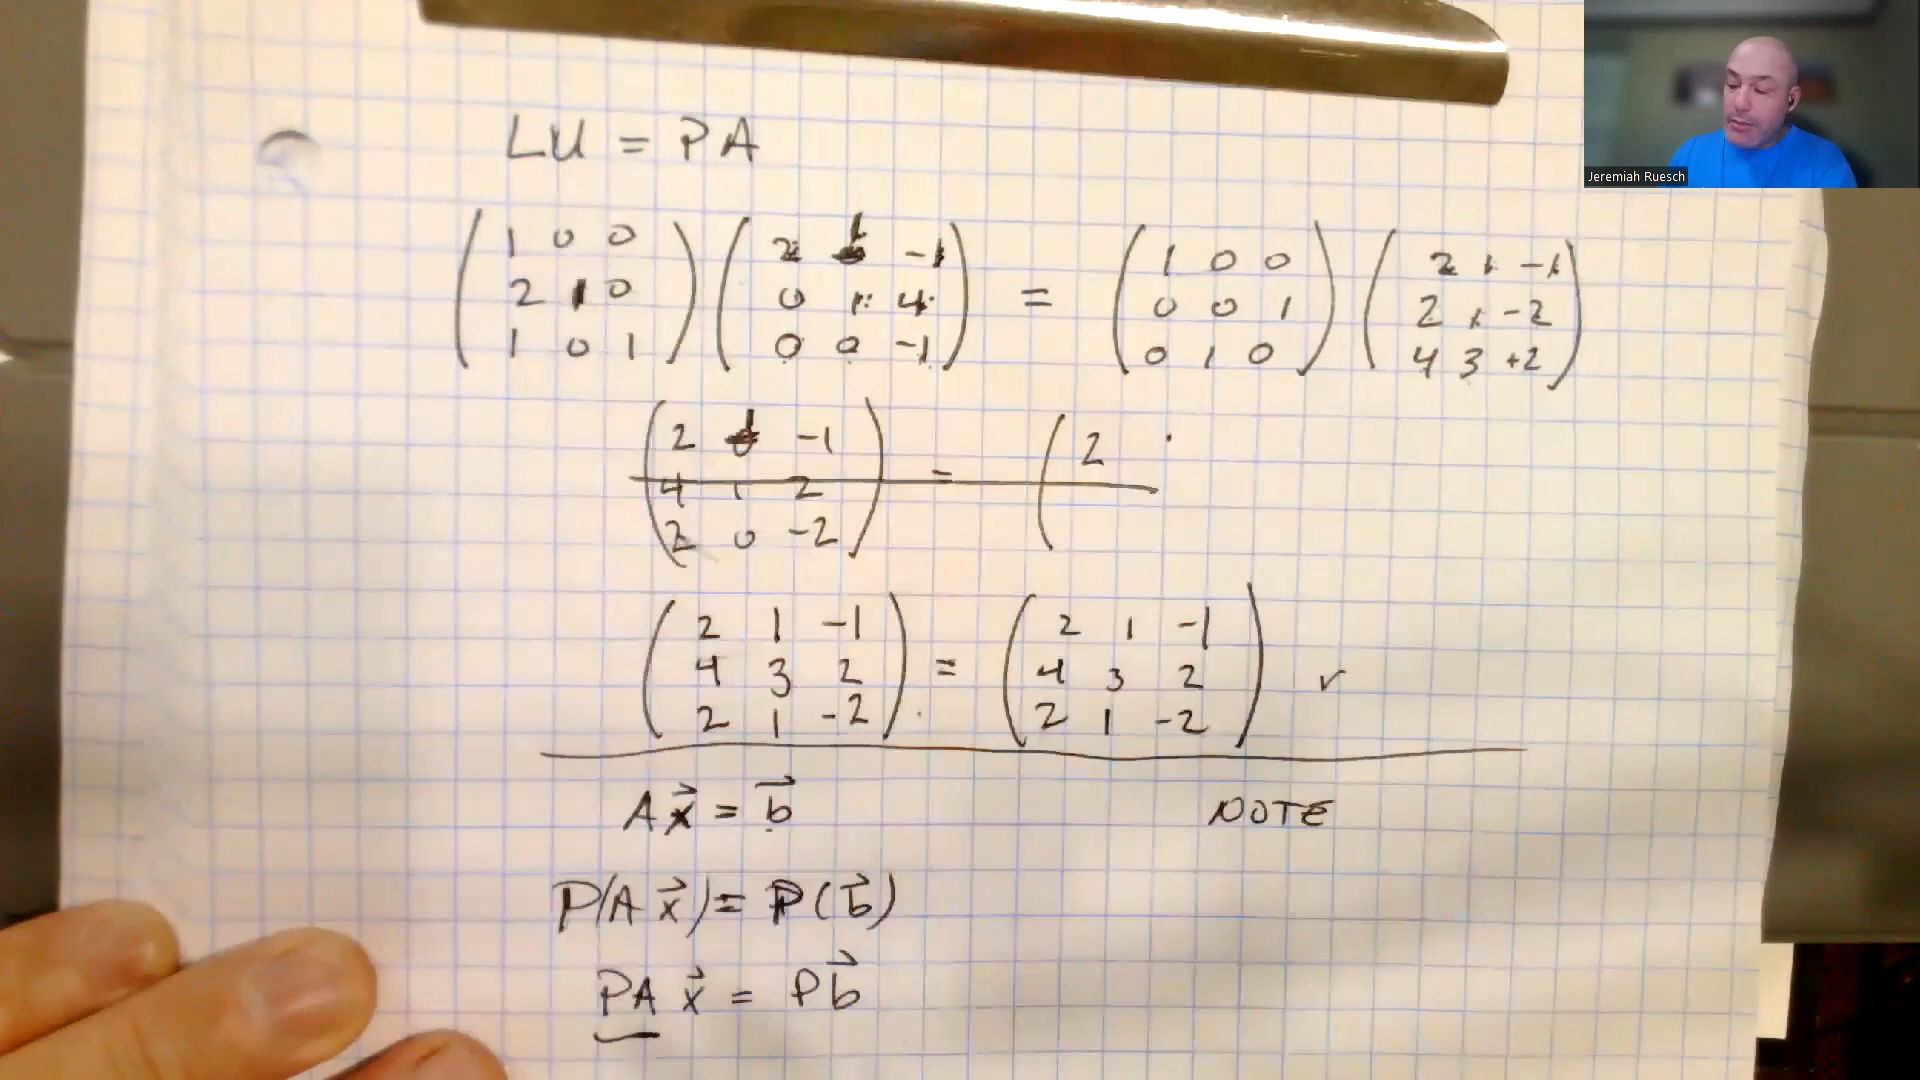 LU = PA
Jeremiah Ruesch
1 0 0 2 1 -1 1 0 0 2 1 -1
2 1 0 0 1 4 = 0 0 1 2 1 -2
1 0 1 0 0 -1 0 1 0 4 3 +2
2 -1 2
4 1 2 =
2 0 -2
2 1 -1 2 1 -1
4 3 2 = 4 3 2 ✓
2 1 -2 2 1 -2
Ax⃗ = b⃗ NOTE
P(Ax⃗) = P(b⃗)
PAx⃗ = Pb⃗